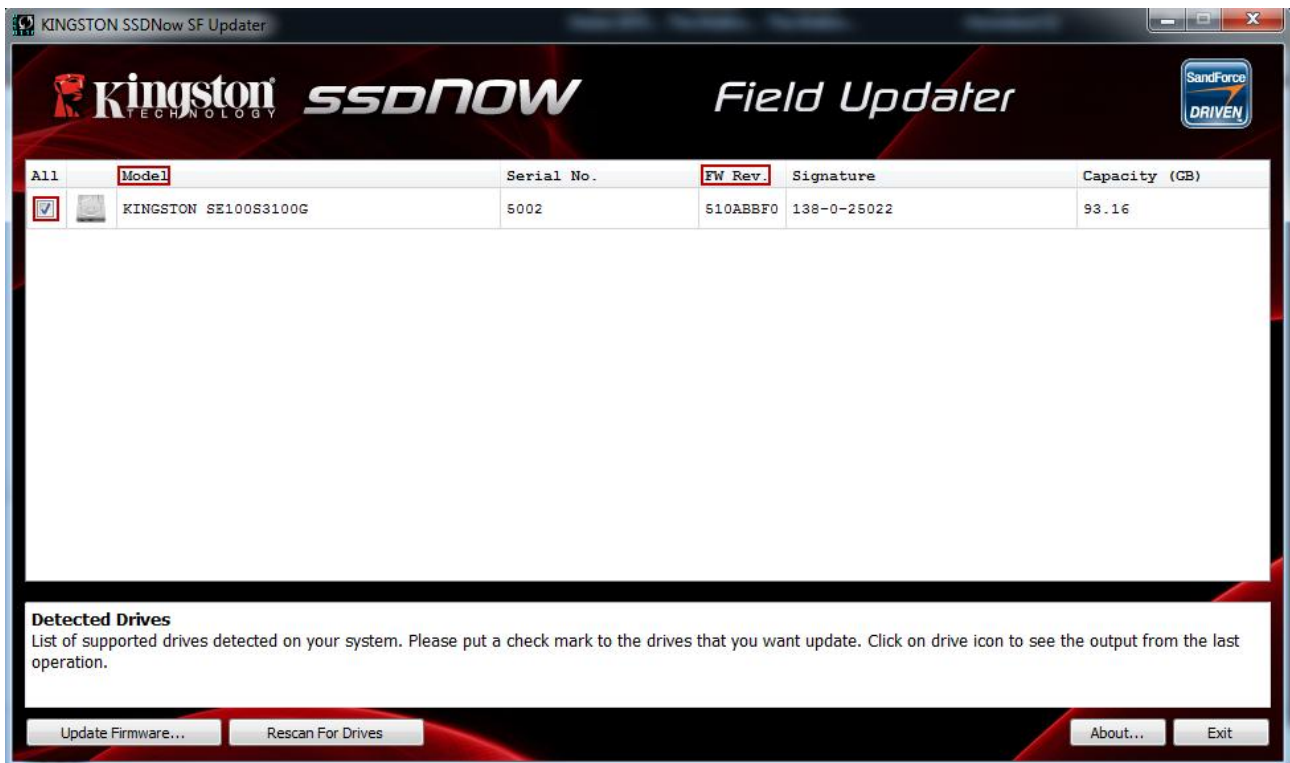 KINGSTON SSDNow SF Updater
Kingston SSDNOW Field Updater SandForce
TECHNOLOGY DRIVEN
All Model Serial No. FW Rev. Signature Capacity (GB)
KINGSTON SE100S3100G 5002 510ABBF0 138-0-25022 93.16
Detected Drives
List of supported drives detected on your system. Please put a check mark to the drives that you want update. Click on drive icon to see the output from the last
operation.
Update Firmware... Rescan For Drives About... Exit